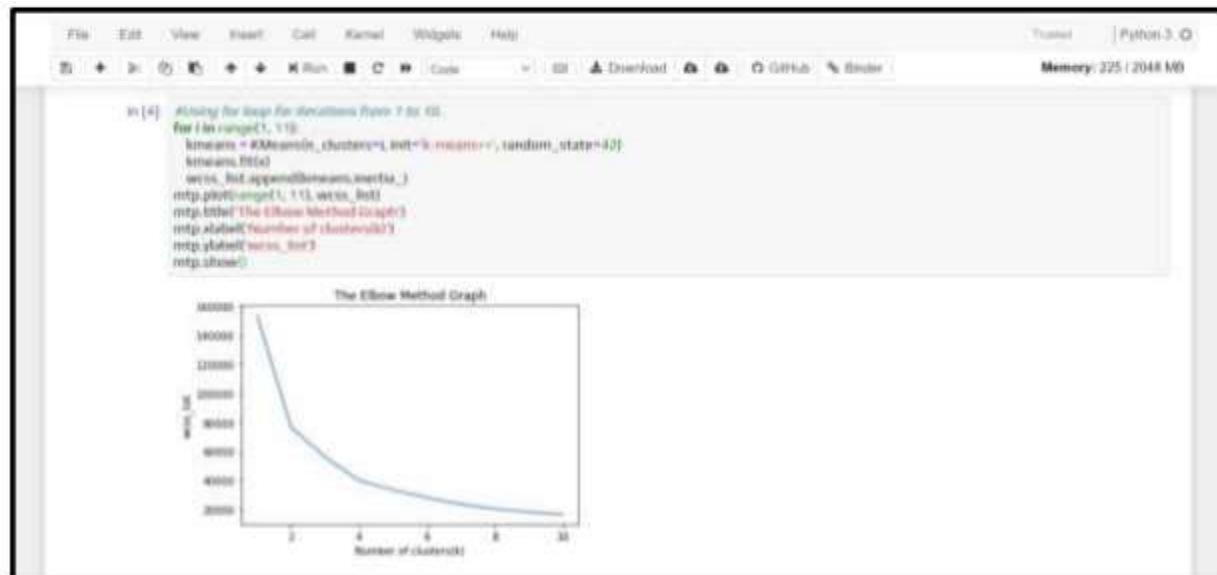 File Edit View Insert Cell Kernel Widgets Help Trusted Python 3
Run Code Download GitHub Binder Memory: 225 / 2048 MB
In [4] #Using for loop for iterations from 1 to 10.
for i in range(1, 11):
kmeans = KMeans(n_clusters=i, init='k-means++', random_state=42)
kmeans.fit(x)
wcss_list.append(kmeans.inertia_)
mtp.plot(range(1, 11), wcss_list)
mtp.title('The Elbow Method Graph')
mtp.xlabel('Number of clusters(k)')
mtp.ylabel('wcss_list')
mtp.show()
The Elbow Method Graph
160000
140000
120000
100000
80000
60000
40000
20000
wcss_list
2 4 6 8 10
Number of clusters(k)